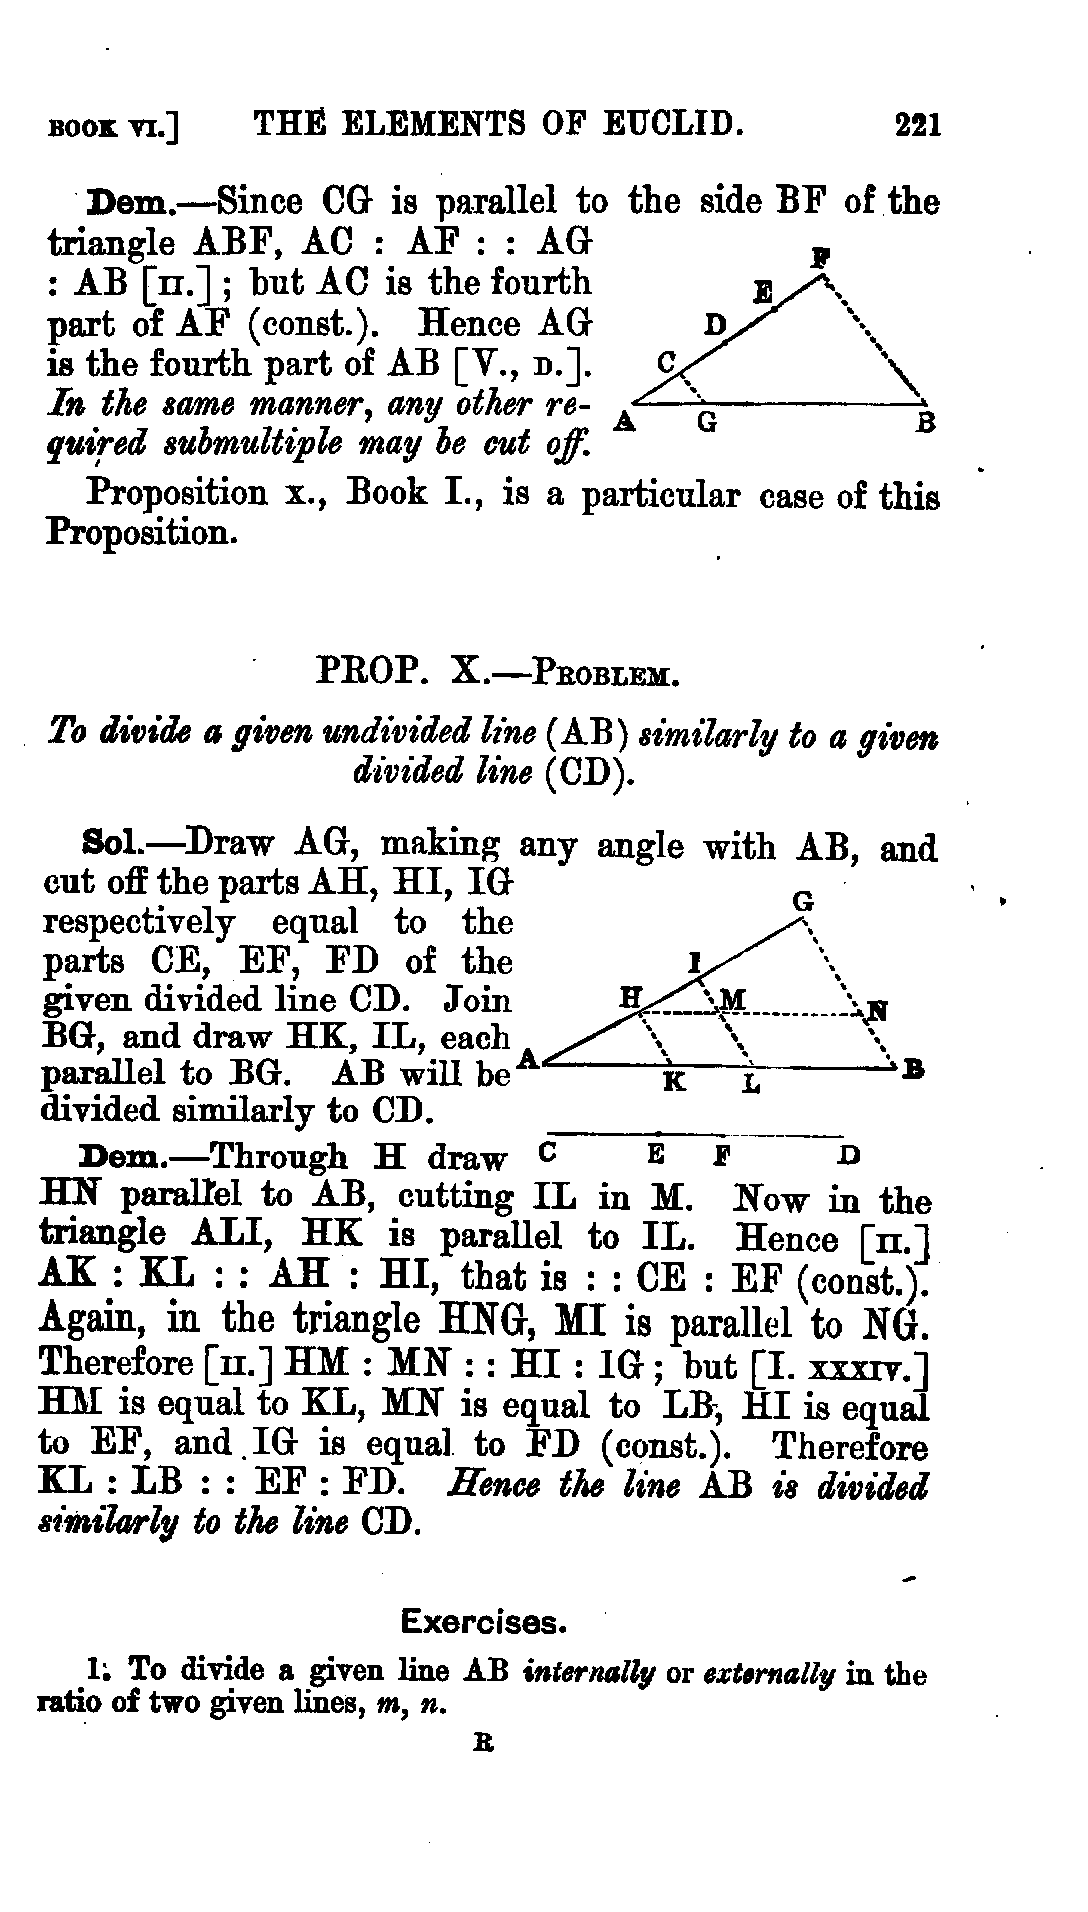 BOOK VI.] THE ELEMENTS OF EUCLID. 221
Dem.—Since CG is parallel to the side BF of the
triangle ABF, AC : AF : : AG
: AB [II.] ; but AC is the fourth
part of AF (const.). Hence AG
is the fourth part of AB [V., D.].
In the same manner, any other re-
quired submultiple may be cut off.
F
E
D
C
A G B
Proposition X., Book I., is a particular case of this
Proposition.
PROP. X.—PROBLEM.
To divide a given undivided line (AB) similarly to a given
divided line (CD).
Sol.—Draw AG, making any angle with AB, and
cut off the parts AH, HI, IG
respectively equal to the
parts CE, EF, FD of the
given divided line CD. Join
BG, and draw HK, IL, each
parallel to BG. AB will be
divided similarly to CD.
G
I
H M N
A K L B
C E F D
Dem.—Through H draw
HN parallel to AB, cutting IL in M. Now in the
triangle ALI, HK is parallel to IL. Hence [II.]
AK : KL : : AH : HI, that is : : CE : EF (const.).
Again, in the triangle HNG, MI is parallel to NG.
Therefore [II.] HM : MN : : HI : IG ; but [I. XXXIV.]
HM is equal to KL, MN is equal to LB, HI is equal
to EF, and IG is equal to FD (const.). Therefore
KL : LB : : EF : FD. Hence the line AB is divided
similarly to the line CD.
Exercises.
1. To divide a given line AB internally or externally in the
ratio of two given lines, m, n.
R